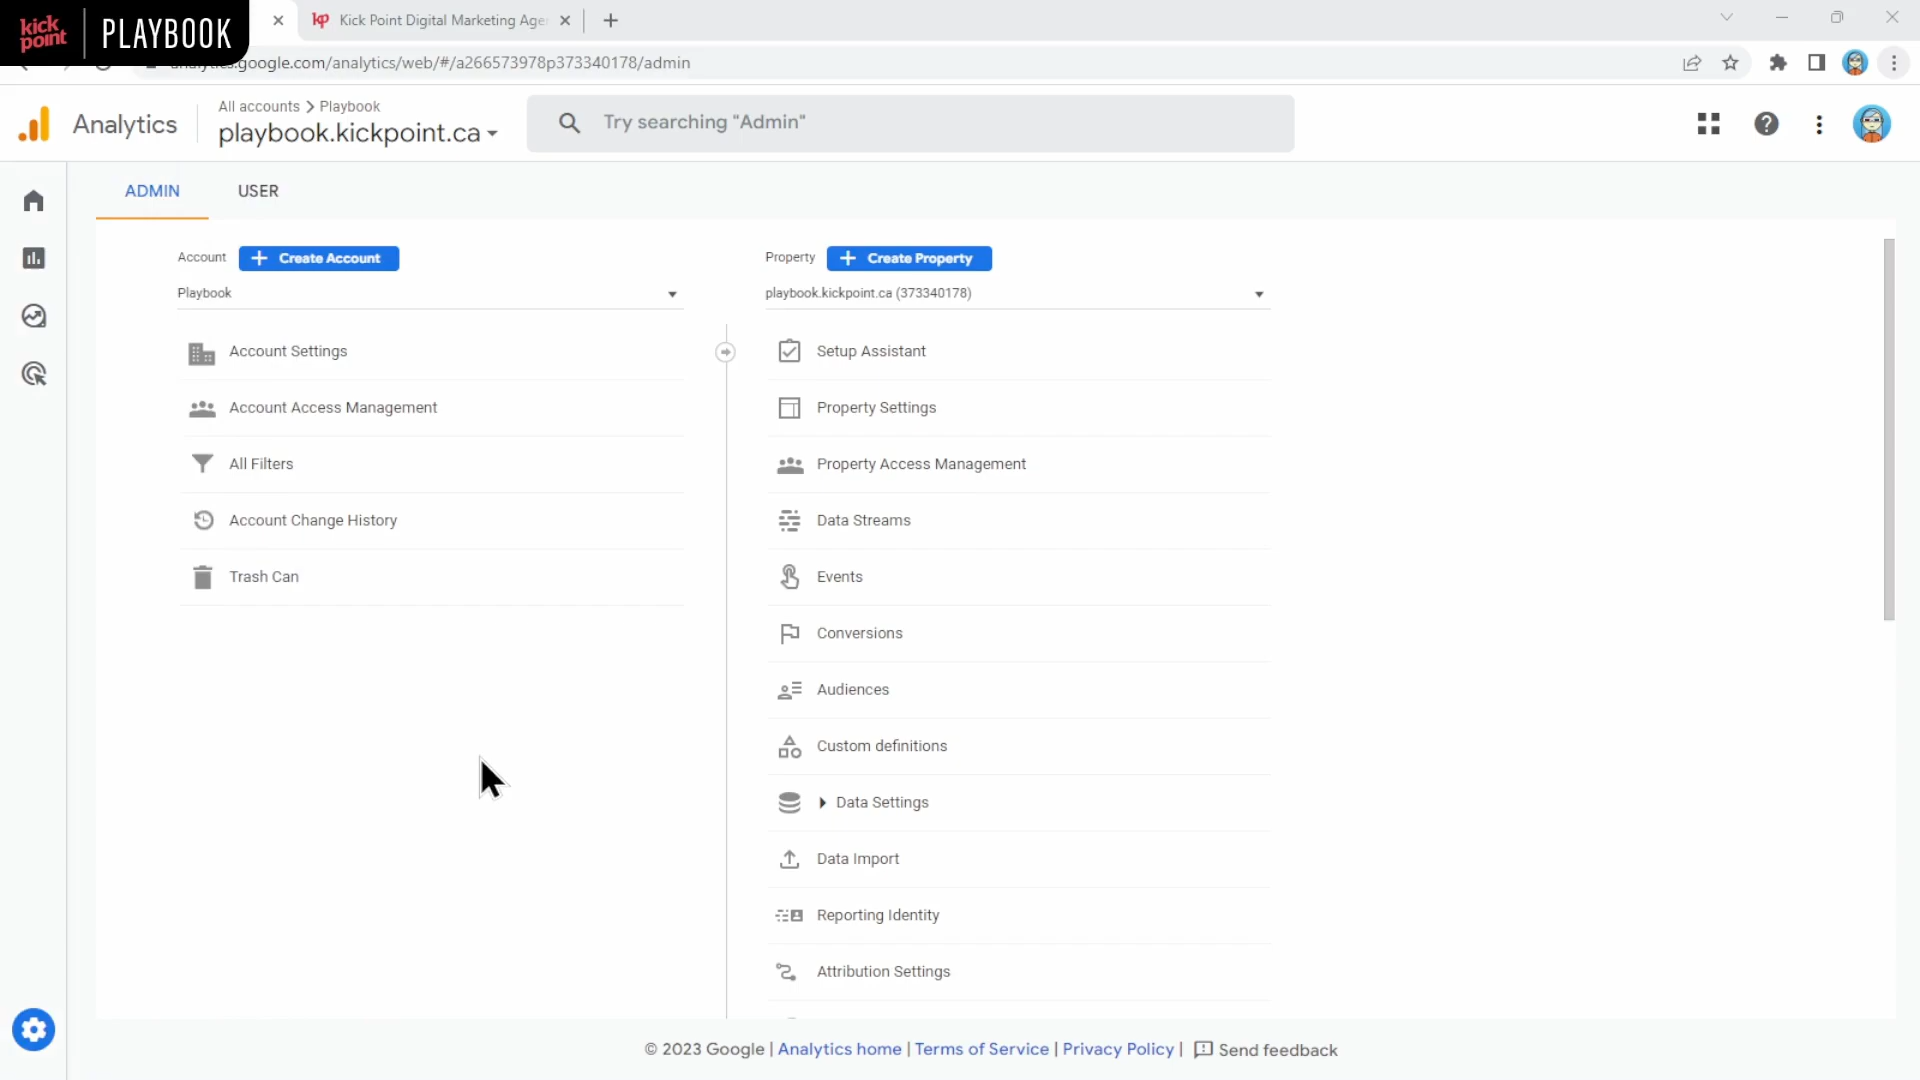 kick point PLAYBOOK
Kick Point Digital Marketing Age
analytics.google.com/analytics/web/#/a266573978p373340178/admin
Analytics
All accounts > Playbook
playbook.kickpoint.ca
Try searching "Admin"
ADMIN USER
Account + Create Account
Property + Create Property
Playbook
playbook.kickpoint.ca (373340178)
Account Settings
Account Access Management
All Filters
Account Change History
Trash Can
Setup Assistant
Property Settings
Property Access Management
Data Streams
Events
Conversions
Audiences
Custom definitions
Data Settings
Data Import
Reporting Identity
Attribution Settings
© 2023 Google | Analytics home | Terms of Service | Privacy Policy | Send feedback